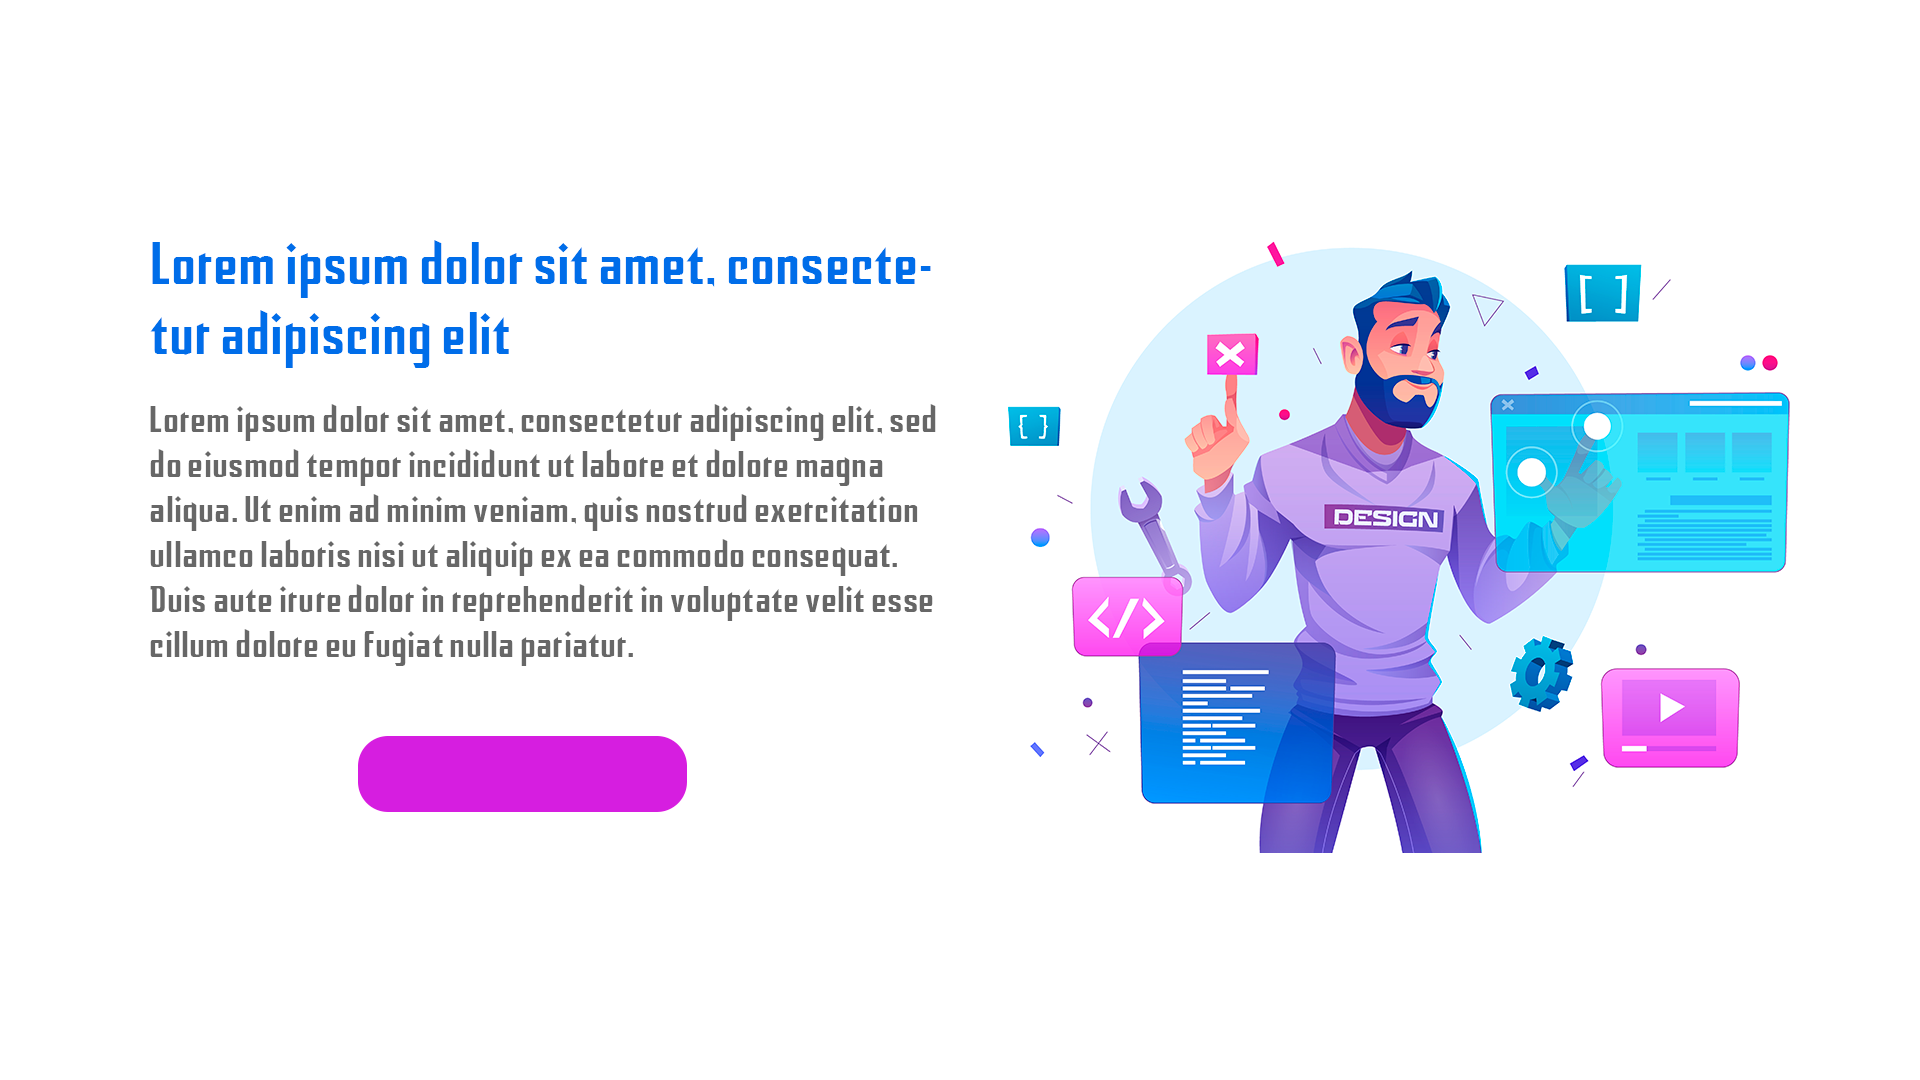 Lorem ipsum dolor sit amet, consecte-
tur adipiscing elit
Lorem ipsum dolor sit amet, consectetur adipiscing elit, sed
do eiusmod tempor incididunt ut labore et dolore magna
aliqua. Ut enim ad minim veniam, quis nostrud exercitation
ullamco laboris nisi ut aliquip ex ea commodo consequat.
Duis aute irure dolor in reprehenderit in voluptate velit esse
cillum dolore eu fugiat nulla pariatur.
[ ]
{ }
DESIGN
</>